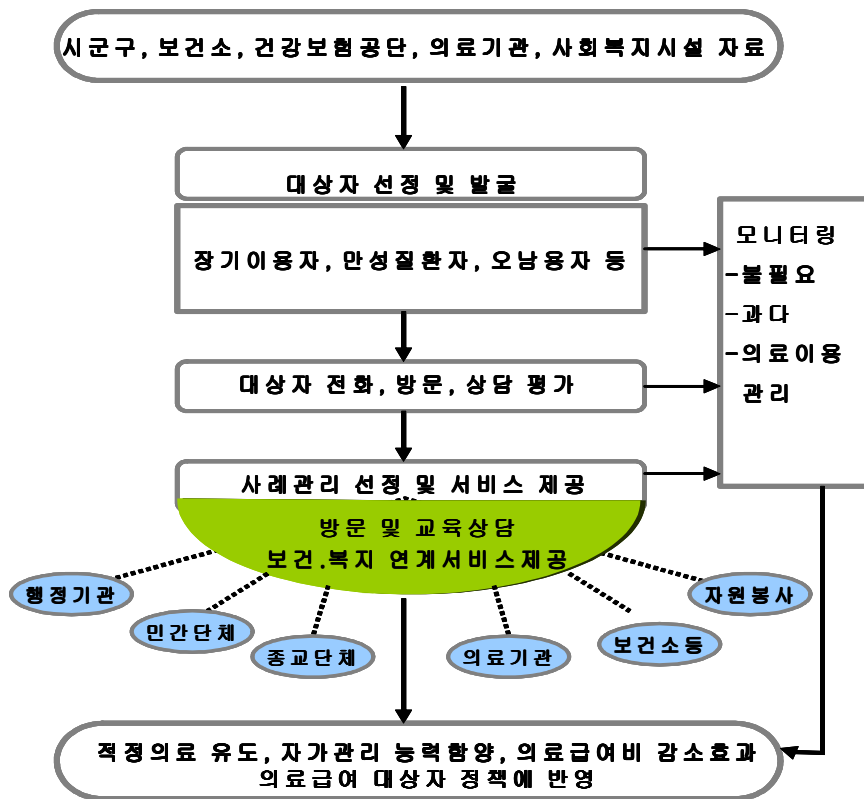 시군구, 보건소, 건강보험공단, 의료기관, 사회복지시설 자료
대상자 선정 및 발굴
장기이용자, 만성질환자, 오남용자 등
모니터링
-불필요
-과다
-의료이용
관리
대상자 전화, 방문, 상담 평가
사례관리 선정 및 서비스 제공
방문 및 교육상담
보건.복지 연계서비스제공
행정기관
민간단체
종교단체
의료기관
보건소등
자원봉사
적정의료 유도, 자가관리 능력함양, 의료급여비 감소효과
의료급여 대상자 정책에 반영